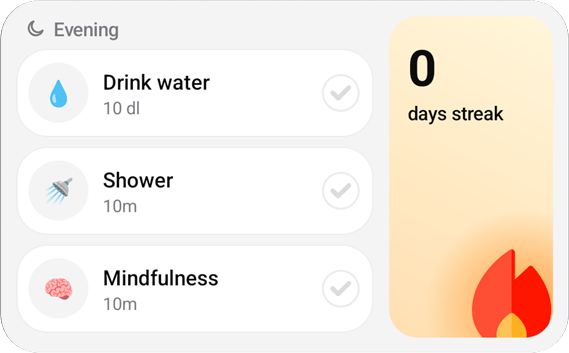 Evening
Drink water
10 dl
Shower
10m
Mindfulness
10m
0
days streak